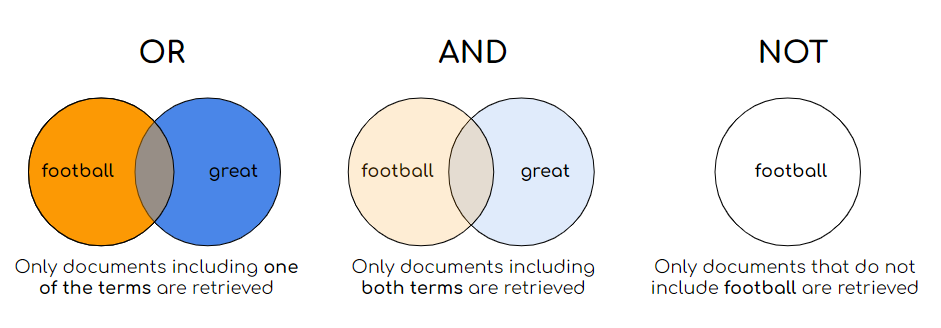 OR
football
great
Only documents including one
of the terms are retrieved
AND
football
great
Only documents including
both terms are retrieved
NOT
football
Only documents that do not
include football are retrieved